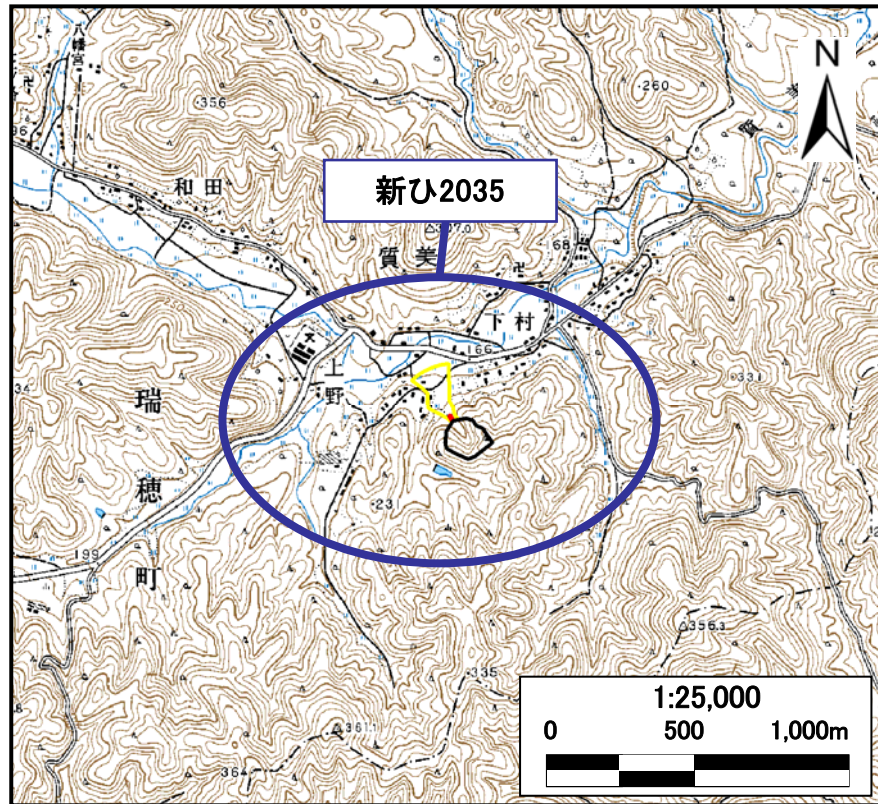 八幡宮
・356
・260
N
和田
新ひ2035
質美
下村
166
上野
・331
瑞穂町
・23
199
△356.3
・335
△361.1
364
1:25,000
0 500 1,000m